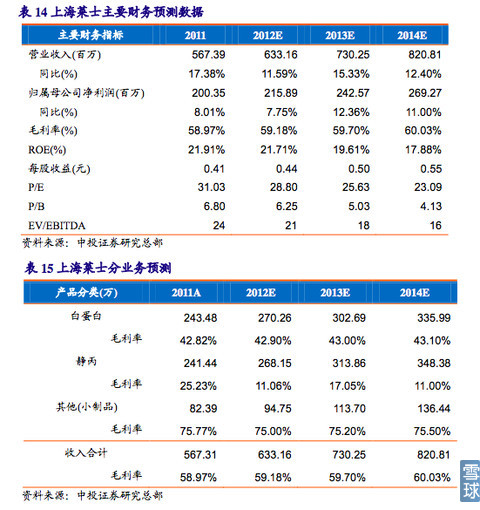 表 14 上海莱士主要财务预测数据
主要财务指标 2011 2012E 2013E 2014E
营业收入(百万) 567.39 633.16 730.25 820.81
同比(%) 17.38% 11.59% 15.33% 12.40%
归属母公司净利润(百万) 200.35 215.89 242.57 269.27
同比(%) 8.01% 7.75% 12.36% 11.00%
毛利率(%) 58.97% 59.18% 59.70% 60.03%
ROE(%) 21.91% 21.71% 19.61% 17.88%
每股收益(元) 0.41 0.44 0.50 0.55
P/E 31.03 28.80 25.63 23.09
P/B 6.80 6.25 5.03 4.13
EV/EBITDA 24 21 18 16
资料来源：中投证券研究总部
表 15 上海莱士分业务预测
产品分类(万) 2011A 2012E 2013E 2014E
白蛋白 243.48 270.26 302.69 335.99
毛利率 42.82% 42.90% 43.00% 43.10%
静丙 241.44 268.15 313.86 348.38
毛利率 25.23% 11.06% 17.05% 11.00%
其他(小制品) 82.39 94.75 113.70 136.44
毛利率 75.77% 75.00% 75.20% 75.50%
收入合计 567.31 633.16 730.25 820.81
毛利率 58.97% 59.18% 59.70% 60.03%
资料来源：中投证券研究总部
雪球